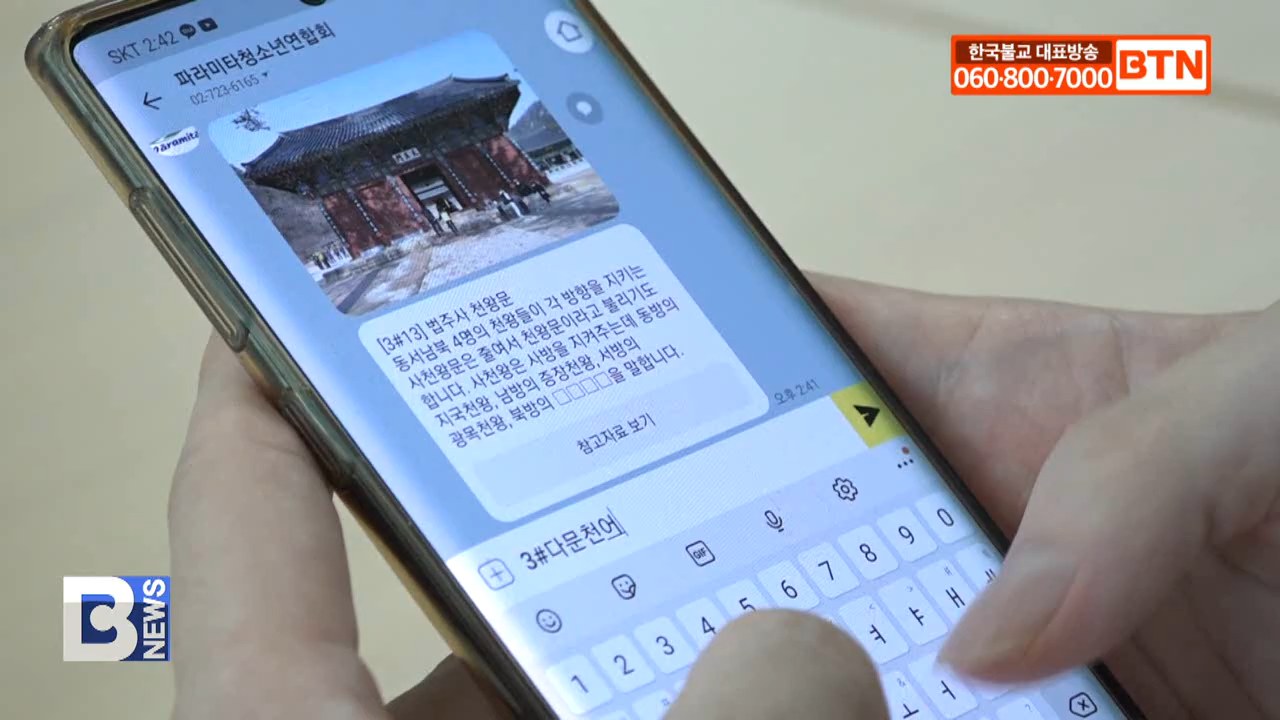 한국불교 대표방송
060·800·7000
BTN
SKT 2:42
파라미타청소년연합회
02-723-6165
Paramita
[3#13] 법주사 천왕문
동서남북 4명의 천왕들이 각 방향을 지키는
사천왕문은 줄여서 천왕문이라고 불리기도
합니다. 사천왕은 사방을 지켜주는데 동방의
지국천왕, 남방의 증장천왕, 서방의
광목천왕, 북방의 □□□□을 말합니다.
참고자료 보기
오후 2:41
3#다문천어
GIF
1 2 3 4 5 6 7 8 9 0
ㅕ ㅑ ㅐ ㅔ
ㅗ ㅓ
B NEWS